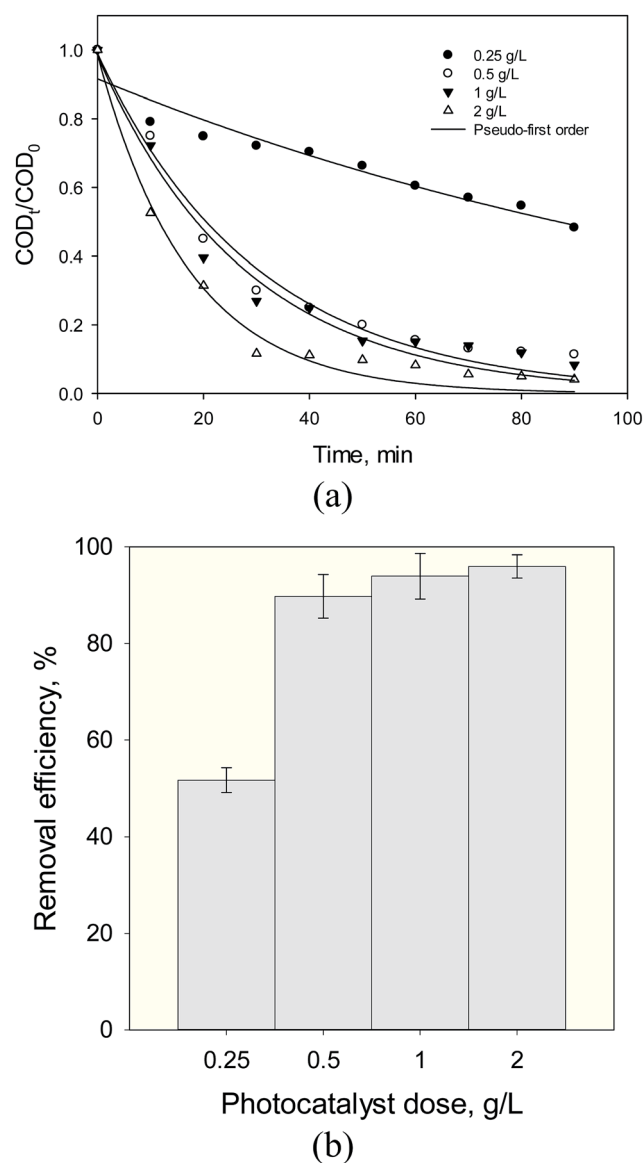 1.0
0.8
0.6
0.4
0.2
0.0
CODt/COD0
0.25 g/L
0.5 g/L
1 g/L
2 g/L
Pseudo-first order
0 20 40 60 80 100
Time, min
(a)
100
80
60
40
20
0
Removal efficiency, %
0.25 0.5 1 2
Photocatalyst dose, g/L
(b)